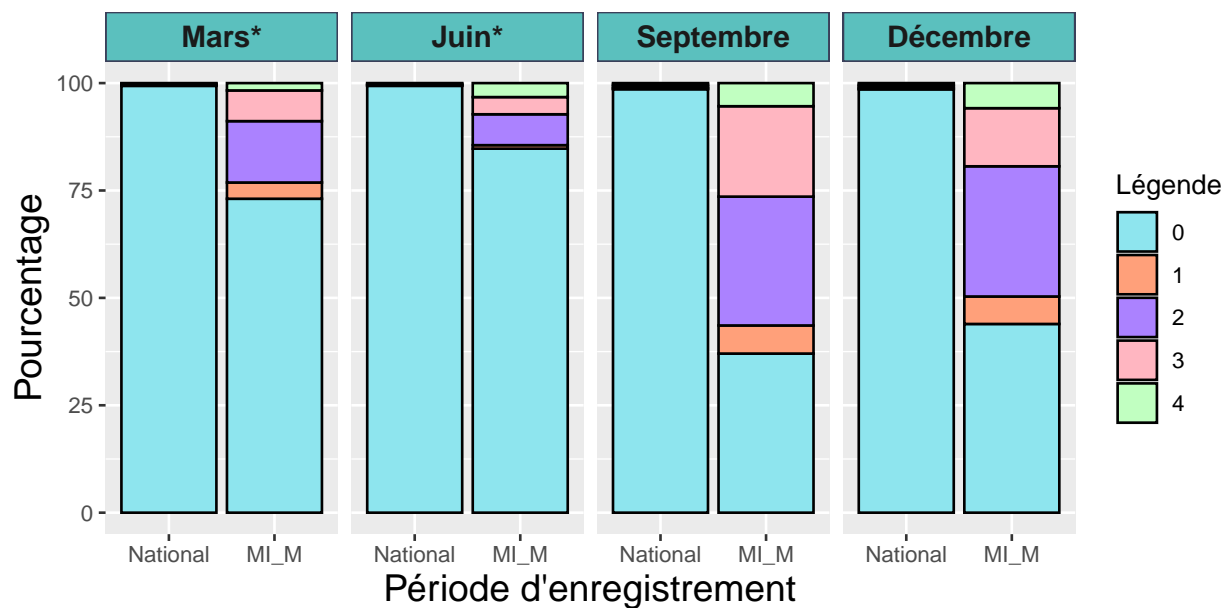 Mars* Juin* Septembre Décembre
Pourcentage
100
75
50
25
0
National MI_M National MI_M National MI_M National MI_M
Période d'enregistrement
Légende
0
1
2
3
4